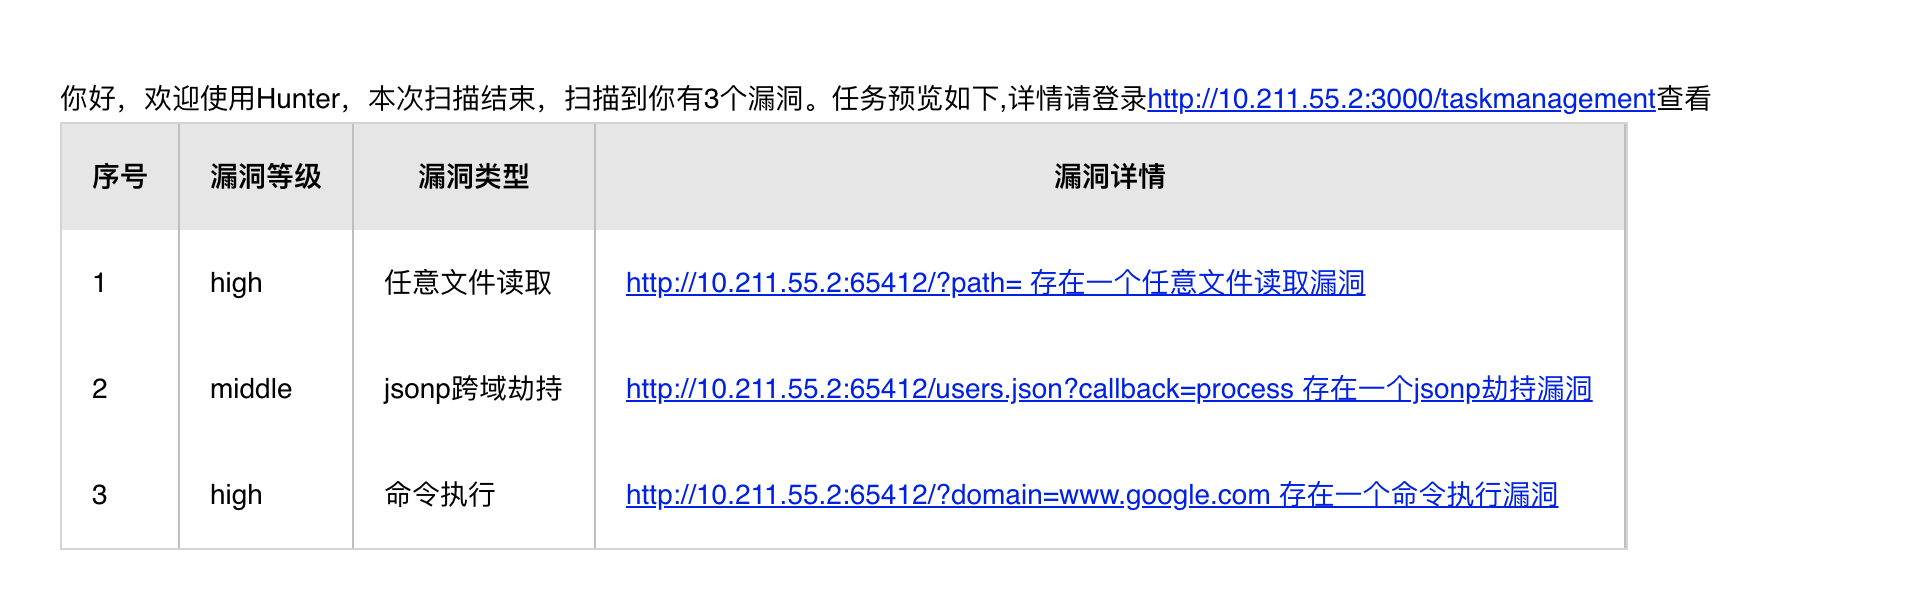 你好，欢迎使用Hunter，本次扫描结束，扫描到你有3个漏洞。任务预览如下,详情请登录http://10.211.55.2:3000/taskmanagement查看
序号 漏洞等级 漏洞类型 漏洞详情
1 high 任意文件读取 http://10.211.55.2:65412/?path= 存在一个任意文件读取漏洞
2 middle jsonp跨域劫持 http://10.211.55.2:65412/users.json?callback=process 存在一个jsonp劫持漏洞
3 high 命令执行 http://10.211.55.2:65412/?domain=www.google.com 存在一个命令执行漏洞